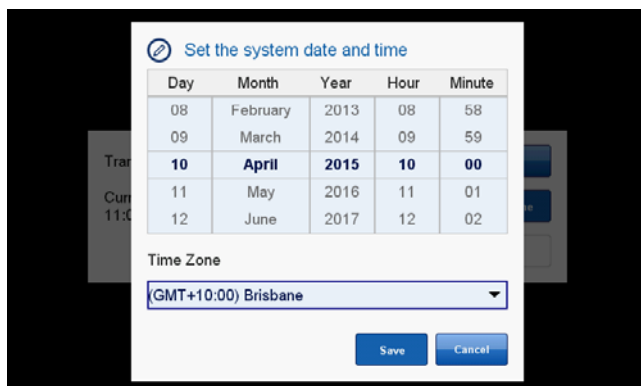 Set the system date and time
Day Month Year Hour Minute
08 February 2013 08 58
09 March 2014 09 59
10 April 2015 10 00
11 May 2016 11 01
12 June 2017 12 02
Time Zone
(GMT+10:00) Brisbane
Save Cancel